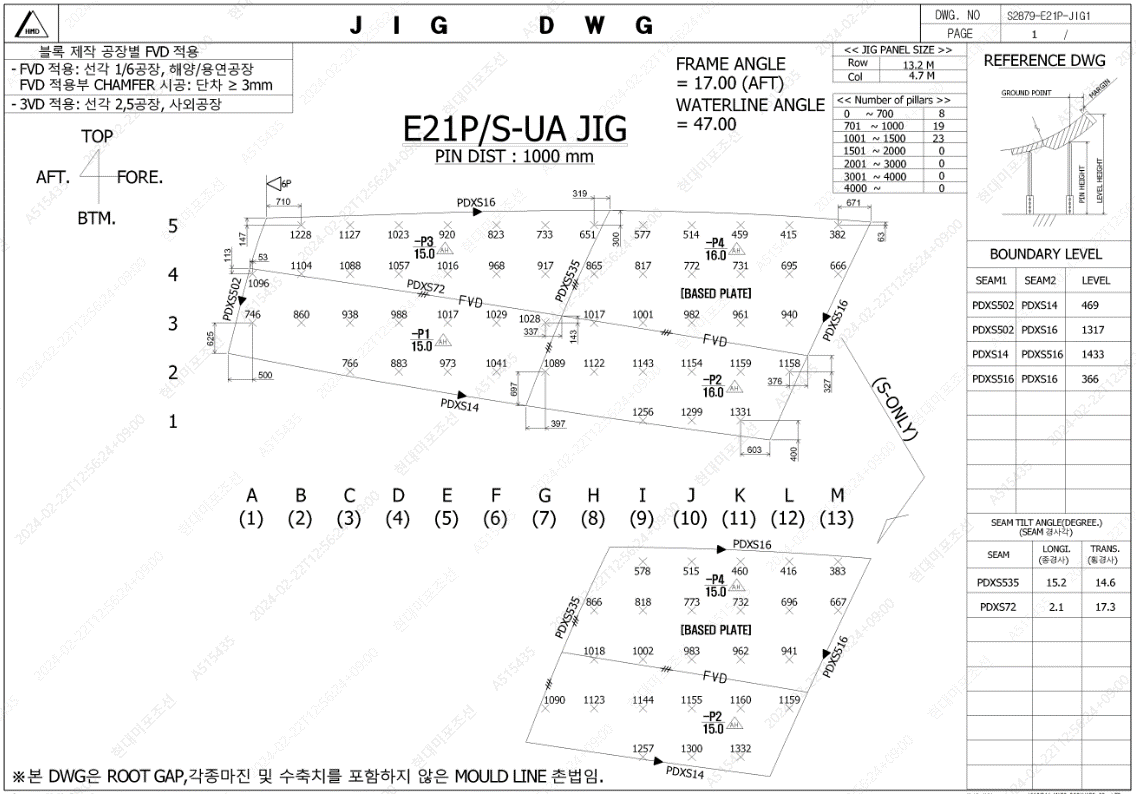 HMD
J I G D W G
DWG. NO S2879-E21P-JIG1
PAGE 1 /
블록 제작 공장별 FVD 적용
- FVD 적용: 선각 1/6공장, 해양/용연공장
FVD 적용부 CHAMFER 시공: 단차 ≥ 3mm
- 3VD 적용: 선각 2,5공장, 사외공장
TOP
AFT. FORE.
BTM.
E21P/S-UA JIG
PIN DIST : 1000 mm
FRAME ANGLE
= 17.00 (AFT)
WATERLINE ANGLE
= 47.00
<< JIG PANEL SIZE >>
Row 13.2 M
Col 4.7 M
<< Number of pillars >>
0 ~ 700 8
701 ~ 1000 19
1001 ~ 1500 23
1501 ~ 2000 0
2001 ~ 3000 0
3001 ~ 4000 0
4000 ~ 0
REFERENCE DWG
GROUND POINT
MARGIN
PIN HEIGHT
LEVEL HEIGHT
BOUNDARY LEVEL
SEAM1 SEAM2 LEVEL
PDXS502 PDXS14 469
PDXS502 PDXS16 1317
PDXS14 PDXS516 1433
PDXS516 PDXS16 366
SEAM TILT ANGLE(DEGREE.)
(SEAM 경사각)
SEAM LONGI. TRANS.
(종경사) (횡경사)
PDXS535 15.2 14.6
PDXS72 2.1 17.3
6P
710
PDXS16
319
671
5
147
1228 1127 1023 920 823 733 651 577 514 459 415 382
300
63
-P3
15.0 AH
-P4
16.0 AH
113
53
4
1096 1104 1088 1057 1016 968 917 865 817 772 731 695 666
PDXS502
PDXS72
FVD
PDXS535
[BASED PLATE]
PDXS516
3
746 860 938 988 1017 1029 1028 1017 1001 982 961 940
625
337
143
FVD
-P1
15.0 AH
2
766 883 973 1041 1089 1122 1143 1154 1159 1158
500
697
-P2
16.0 AH
376
327
PDXS14
1
1256 1299 1331
397
603
400
(S-ONLY)
A B C D E F G H I J K L M
(1) (2) (3) (4) (5) (6) (7) (8) (9) (10) (11) (12) (13)
PDXS16
578 515 460 416 383
-P4
15.0 AH
PDXS535
866 818 773 732 696 667
[BASED PLATE]
PDXS516
1018 1002 983 962 941
FVD
1090 1123 1144 1155 1160 1159
-P2
15.0 AH
1257 1300 1332
PDXS14
※본 DWG은 ROOT GAP,각종마진 및 수축치를 포함하지 않은 MOULD LINE 촌법임.